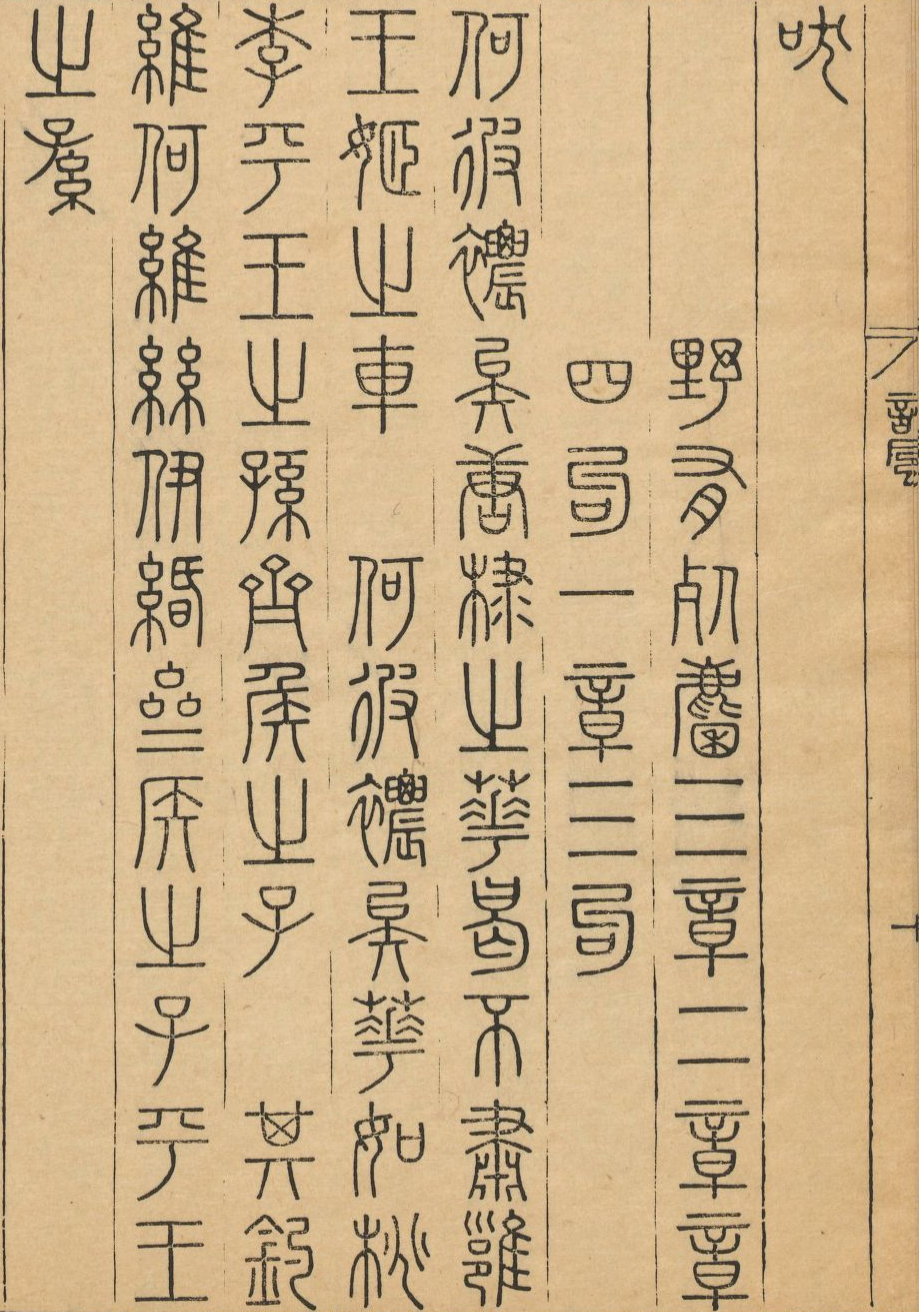 吠
野有死麕三章二章章
四句一章三句
何彼襛矣唐棣之華曷不肅雝
王姬之車　何彼襛矣華如桃
李平王之孫齊侯之子　其釣
維何維絲伊緡齊侯之子平王
之孫